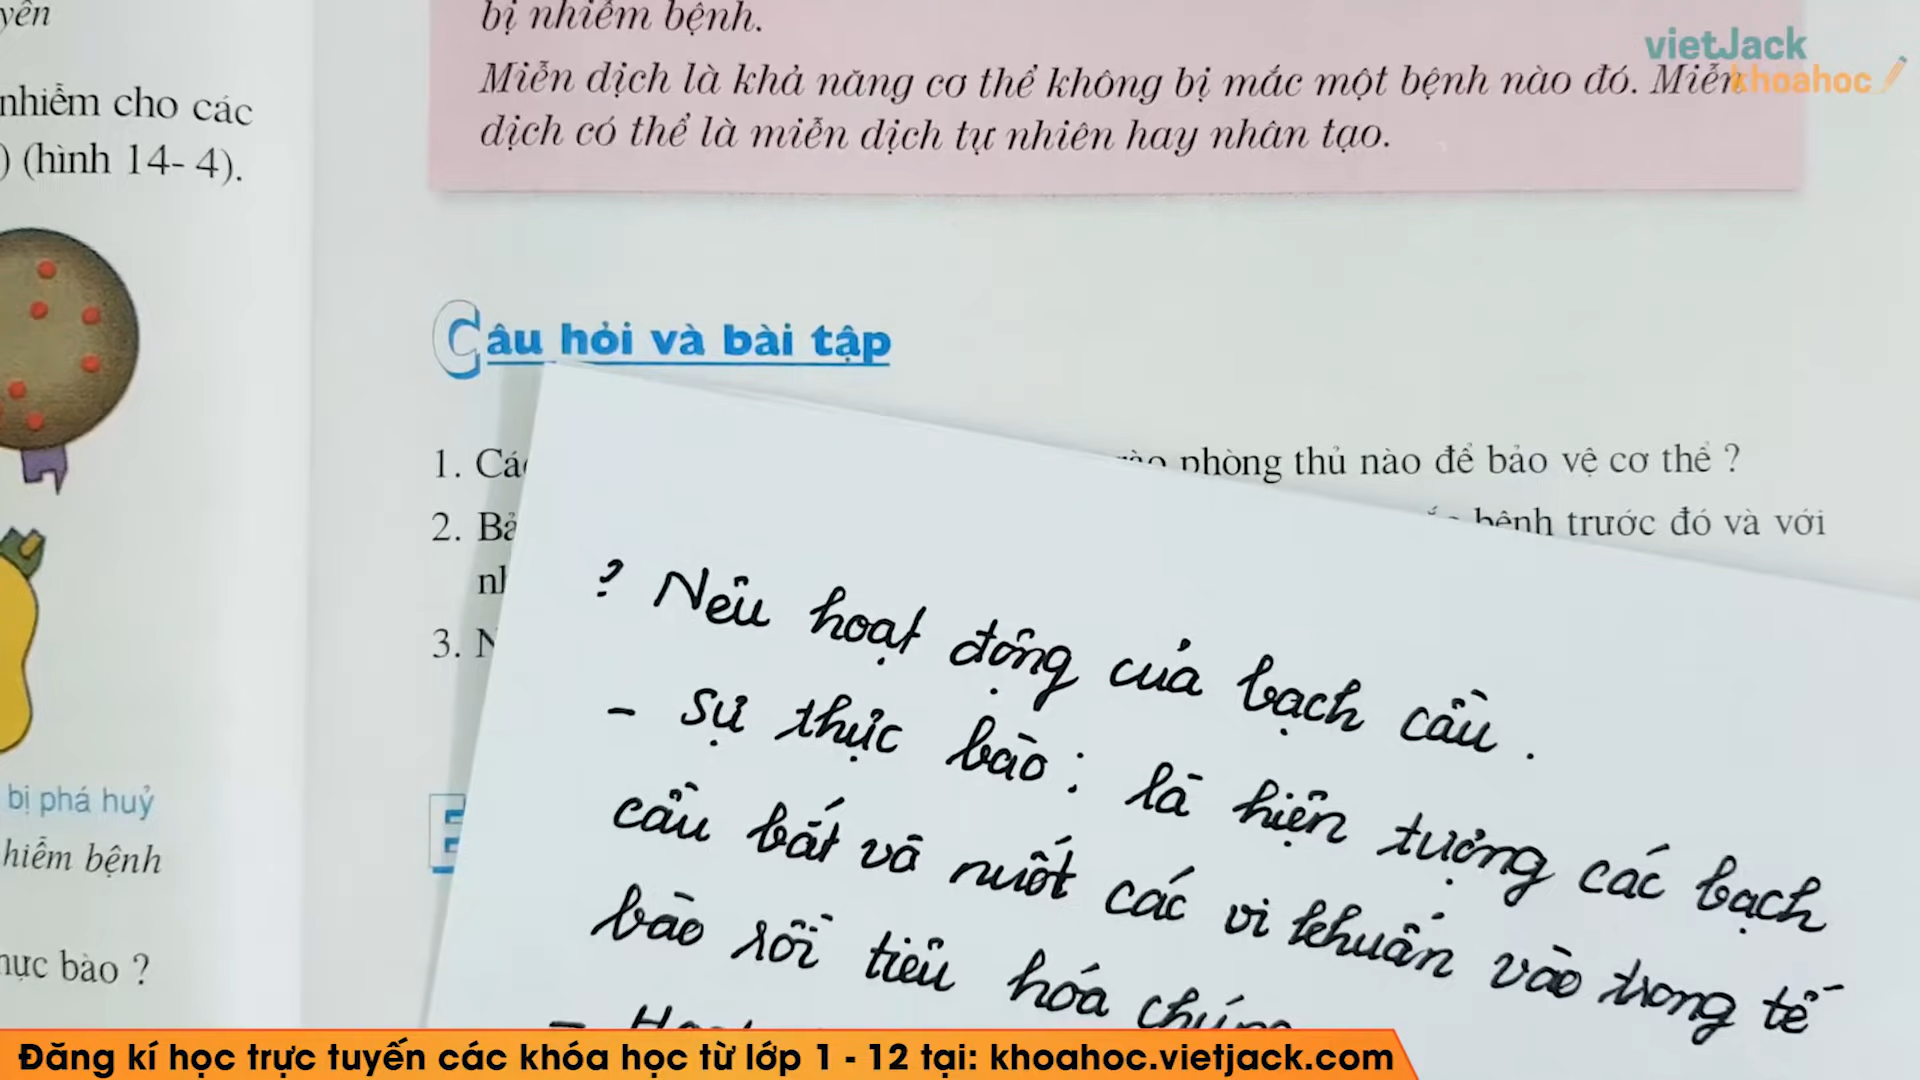 yên
nhiễm cho các
) (hình 14- 4).
bị phá huỷ
hiễm bệnh
hực bào ?
bị nhiễm bệnh.
Miễn dịch là khả năng cơ thể không bị mắc một bệnh nào đó. Miễn
dịch có thể là miễn dịch tự nhiên hay nhân tạo.
vietJack
khoahoc
Câu hỏi và bài tập
1. Các phòng thủ nào để bảo vệ cơ thể ?
2. bệnh trước đó và với
3.
? Nêu hoạt động của bạch cầu.
- sự thực bào: là hiện tượng các bạch
cầu bắt và nuốt các vi khuẩn vào trong tế
bào rồi tiêu hóa chúng
Đăng kí học trực tuyến các khóa học từ lớp 1 - 12 tại: khoahoc.vietjack.com